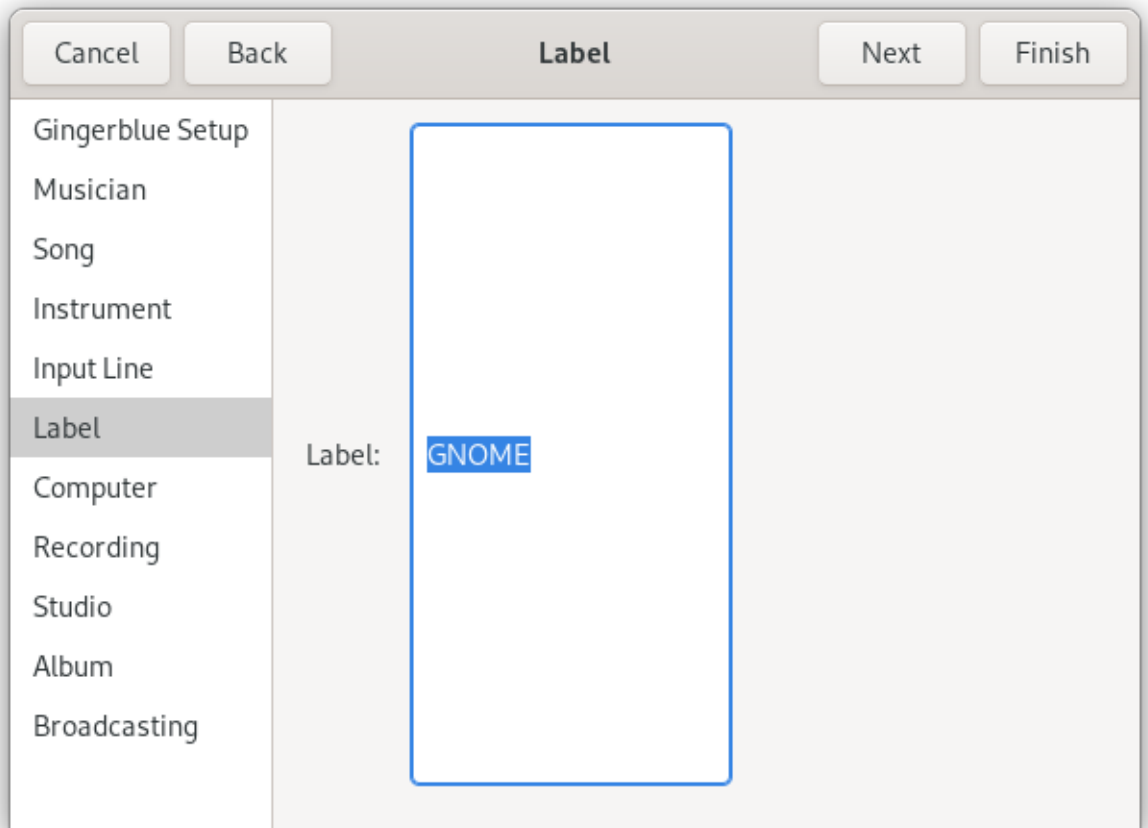 Cancel Back Label Next Finish
Gingerblue Setup
Musician
Song
Instrument
Input Line
Label
Computer
Recording
Studio
Album
Broadcasting
Label: GNOME